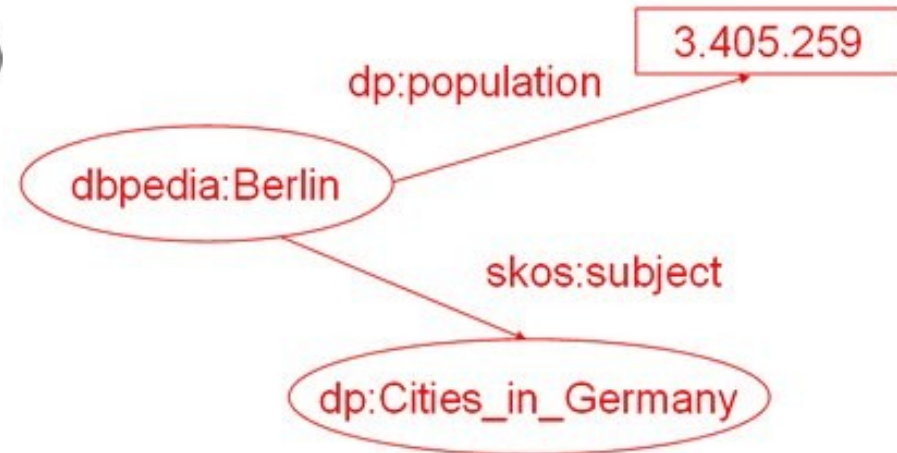 3.405.259
dp:population
dbpedia:Berlin
skos:subject
dp:Cities_in_Germany